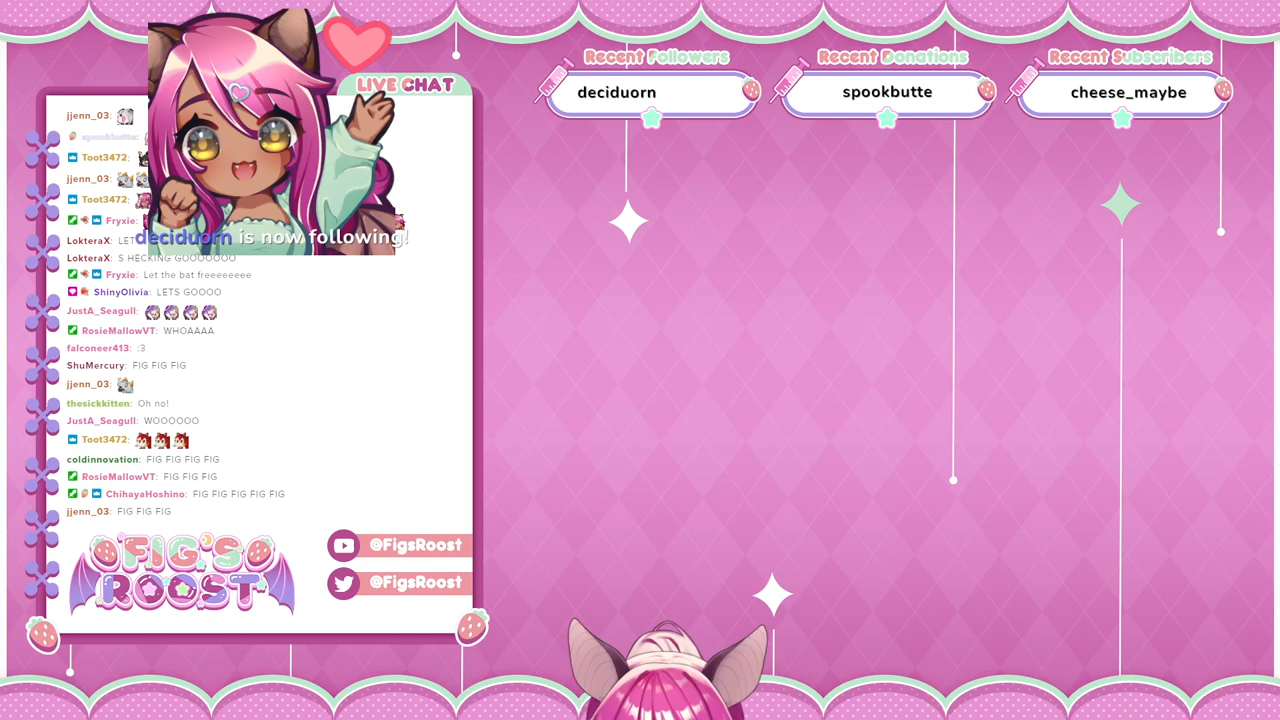 Recent Followers
Recent Donations
Recent Subscribers
deciduorn
spookbutte
cheese_maybe
LIVE CHAT
jjenn_03:
spookbutte:
Toot3472:
jjenn_03:
Toot3472:
Fryxie:
deciduorn is now following!
LokteraX: LET
LokteraX: S HECKING GOOOOOOO
Fryxie: Let the bat freeeeeeee
ShinyOlivia: LETS GOOOO
JustA_Seagull:
RosieMallowVT: WHOAAAA
falconeer413: :3
ShuMercury: FIG FIG FIG
jjenn_03:
thesickkitten: Oh no!
JustA_Seagull: WOOOOOO
Toot3472:
coldinnovation: FIG FIG FIG FIG
RosieMallowVT: FIG FIG FIG
ChihayaHoshino: FIG FIG FIG FIG FIG
jjenn_03: FIG FIG FIG
FIG'S
ROOST
@FigsRoost
@FigsRoost